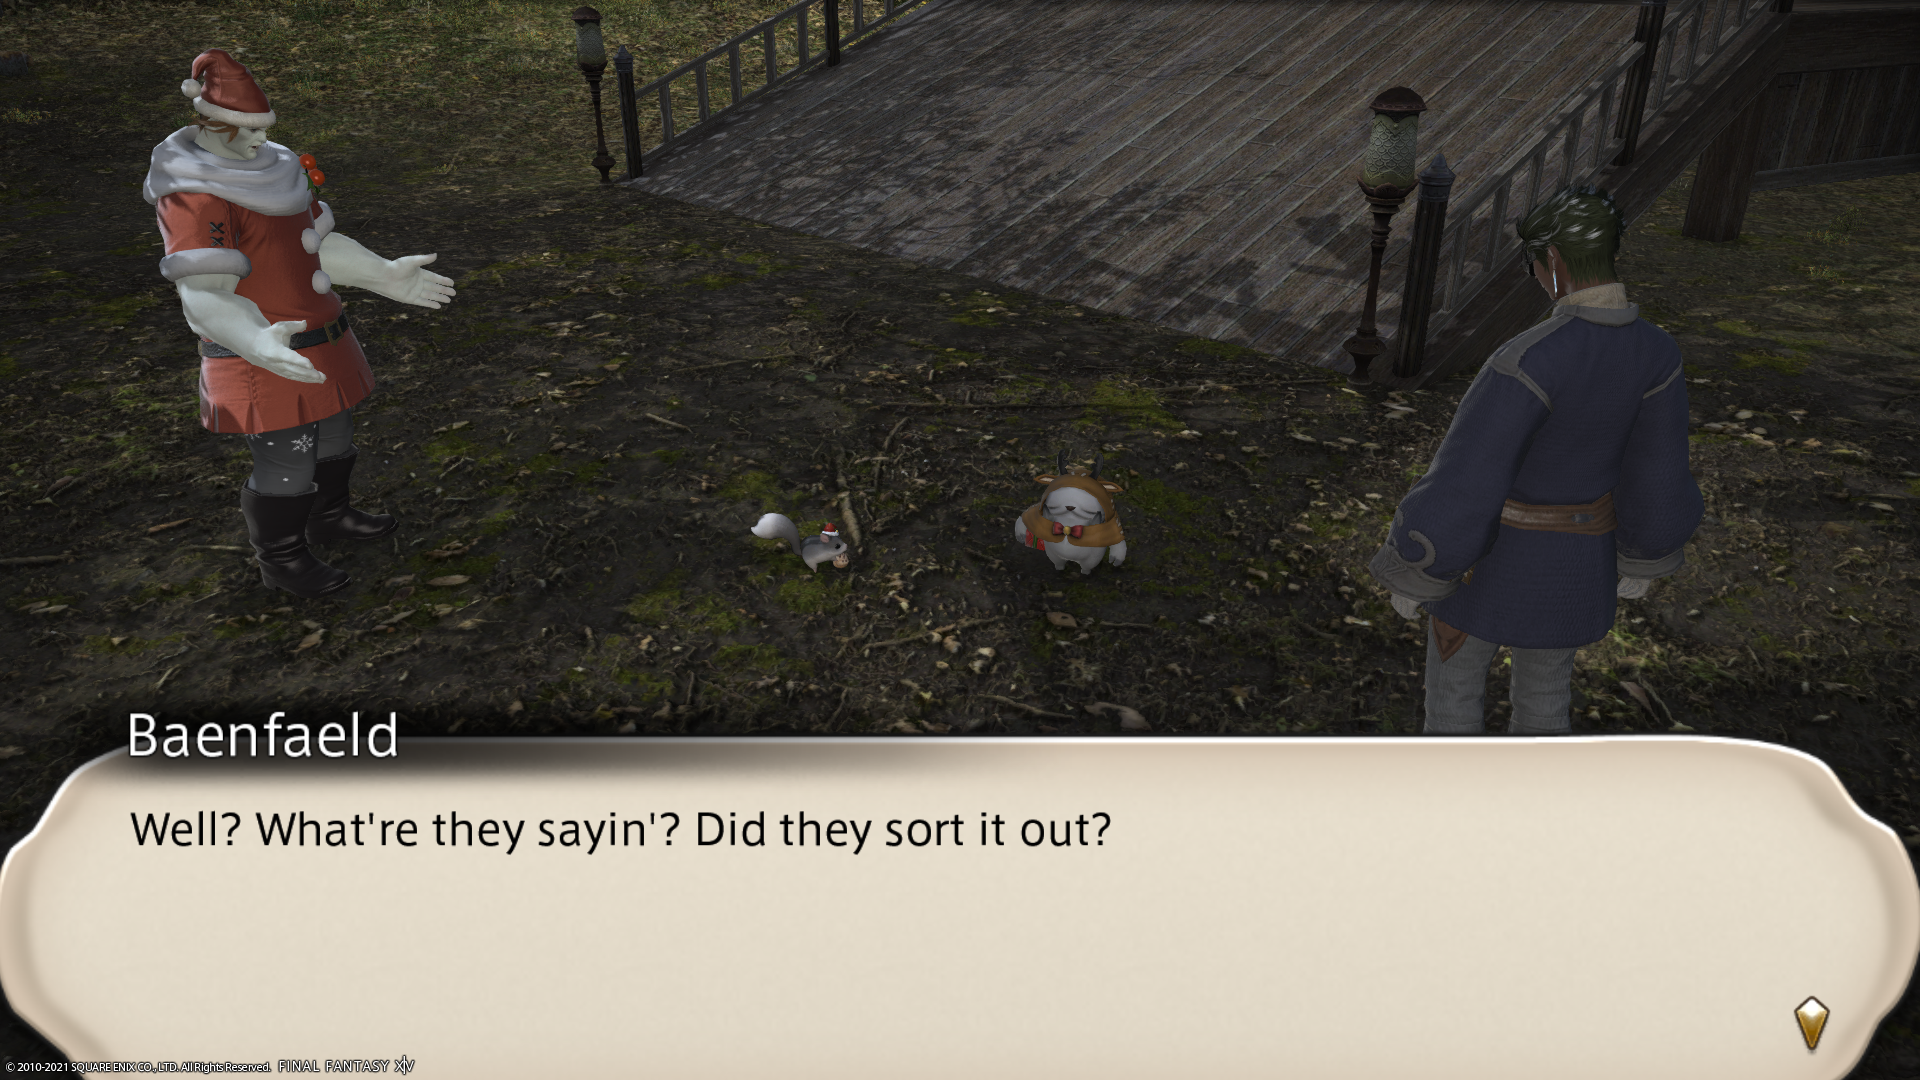 Baenfaeld
Well? What're they sayin'? Did they sort it out?
© 2010-2021 SQUARE ENIX CO., LTD. All Rights Reserved. FINAL FANTASY XIV